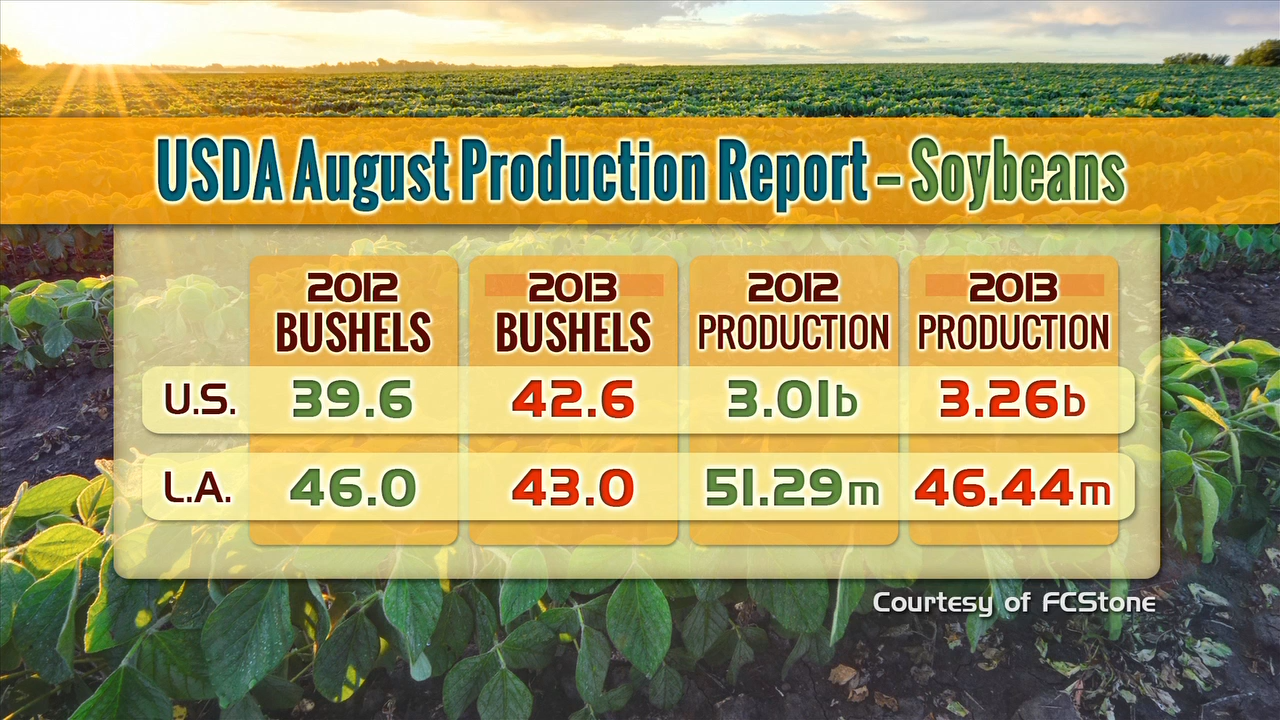 USDA August Production Report – Soybeans
2012 2013 2012 2013
BUSHELS BUSHELS PRODUCTION PRODUCTION
U.S. 39.6 42.6 3.01b 3.26b
L.A. 46.0 43.0 51.29m 46.44m
Courtesy of FCStone